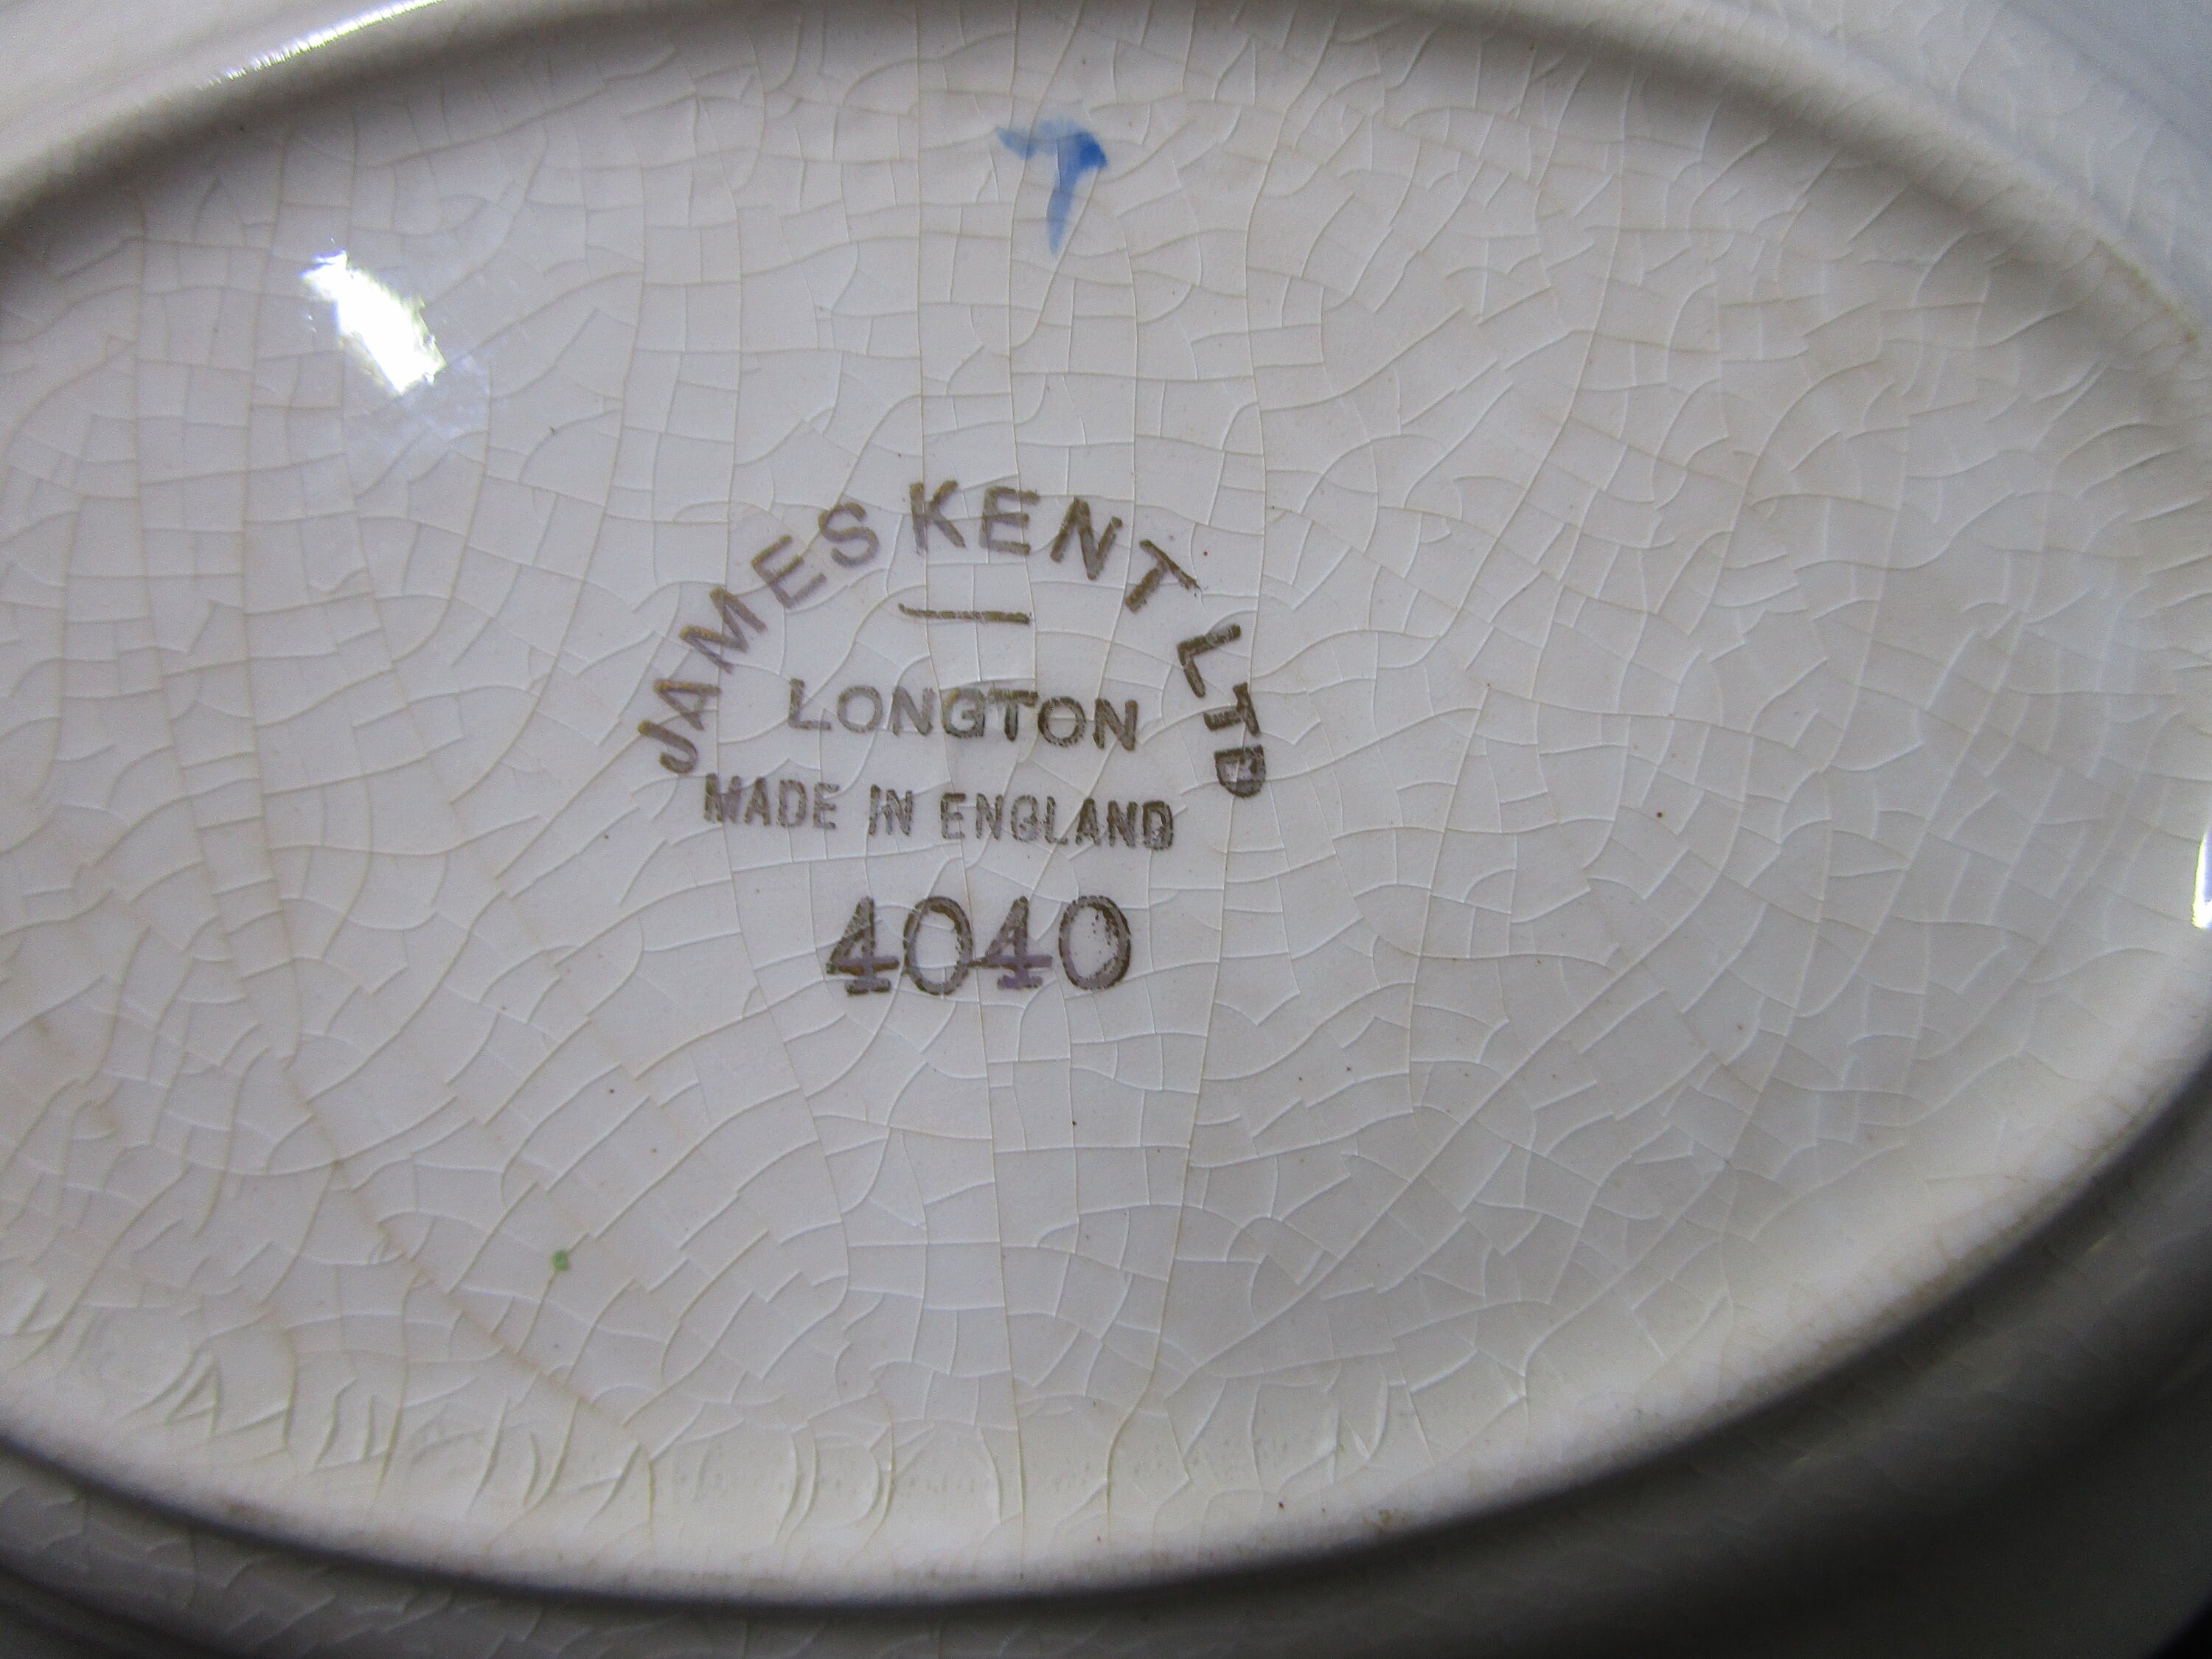 JAMES KENT LTD
LONGTON
MADE IN ENGLAND
4040